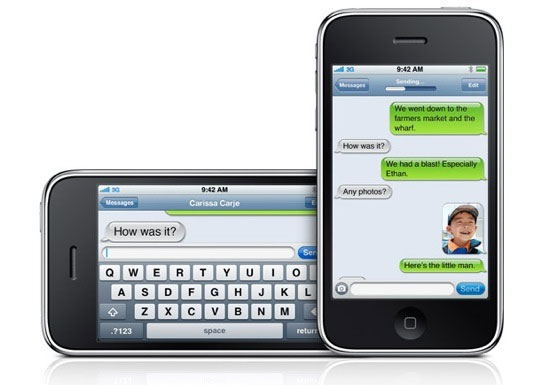 3G 9:42 AM
Messages Carissa Carje E
How was it?
Sen
Q W E R T Y U I O
A S D F G H J K L
Z X C V B N M
.?123 space return
3G 9:42 AM
Messages Sending... Edit
We went down to the
farmers market and the
wharf.
How was it?
We had a blast! Especially
Ethan.
Any photos?
Here's the little man.
Send